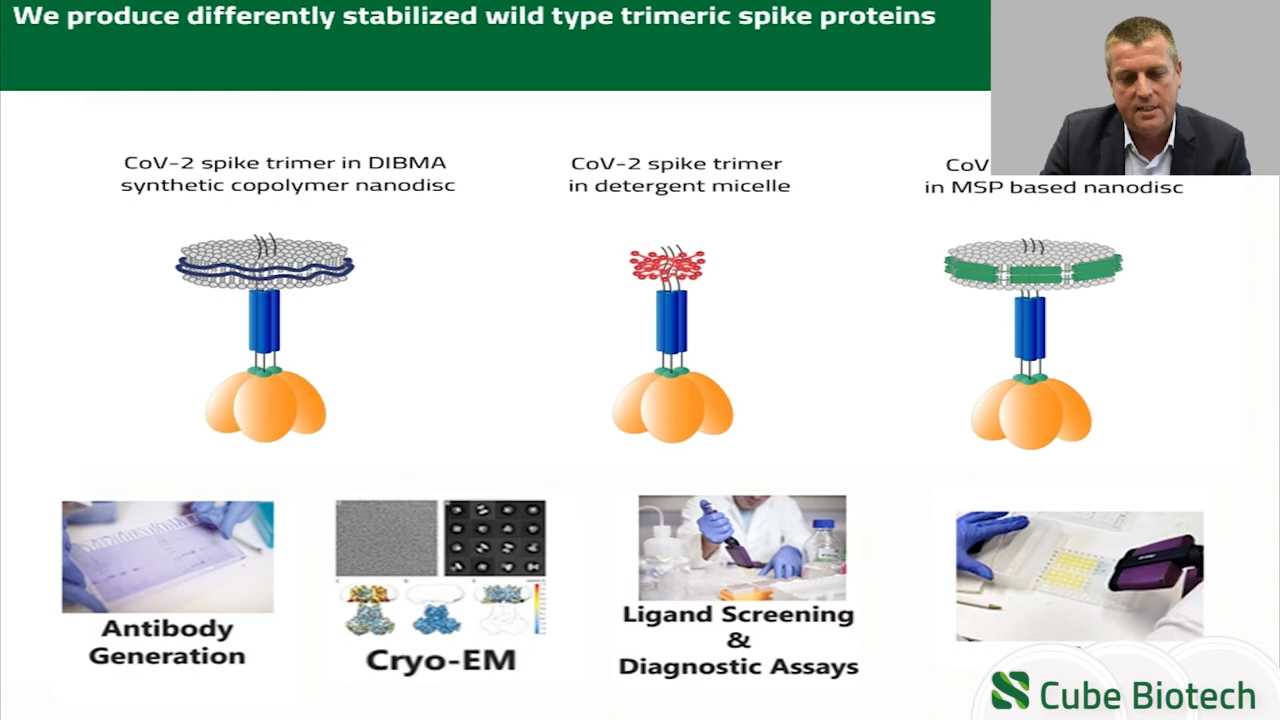 We produce differently stabilized wild type trimeric spike proteins
CoV-2 spike trimer in DIBMA
synthetic copolymer nanodisc
CoV-2 spike trimer
in detergent micelle
CoV
in MSP based nanodisc
Antibody
Generation
Cryo-EM
Ligand Screening
&
Diagnostic Assays
Cube Biotech